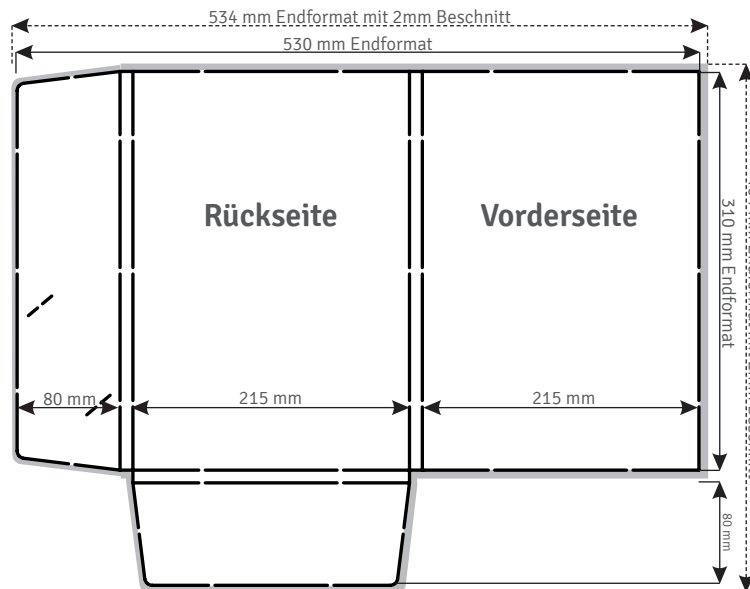 534 mm Endformat mit 2mm Beschnitt
530 mm Endformat
Rückseite
Vorderseite
310 mm Endformat
80 mm
215 mm
215 mm
80 mm